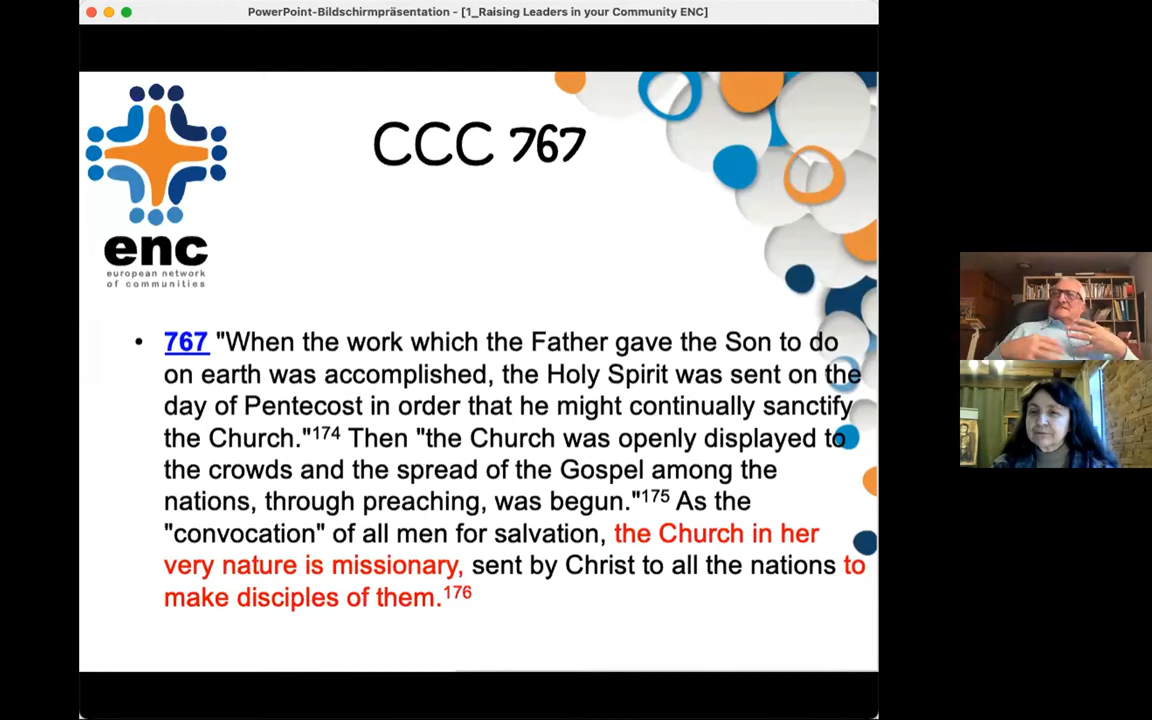 PowerPoint-Bildschirmpräsentation - [1_Raising Leaders in your Community ENC]
CCC 767
enc
european network
of communities
• 767 "When the work which the Father gave the Son to do
on earth was accomplished, the Holy Spirit was sent on the
day of Pentecost in order that he might continually sanctify
the Church."174 Then "the Church was openly displayed to
the crowds and the spread of the Gospel among the
nations, through preaching, was begun."175 As the
"convocation" of all men for salvation, the Church in her
very nature is missionary, sent by Christ to all the nations to
make disciples of them.176